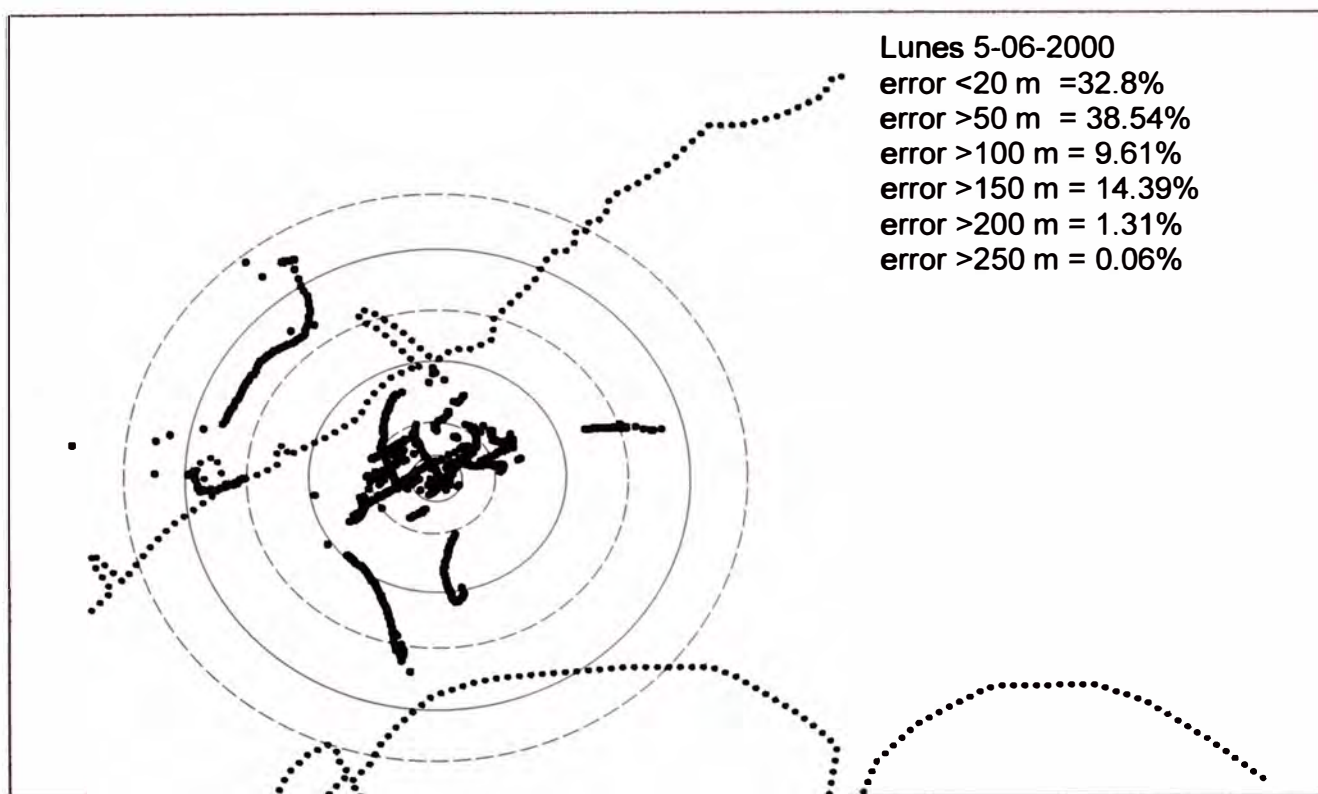 Lunes 5-06-2000
error <20 m =32.8%
error >50 m = 38.54%
error >100 m = 9.61%
error >150 m = 14.39%
error >200 m = 1.31%
error >250 m = 0.06%